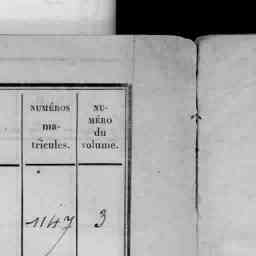 NUMÉROS
ma-
tricules.
NU-
MÉRO
du
volume.
1147 3